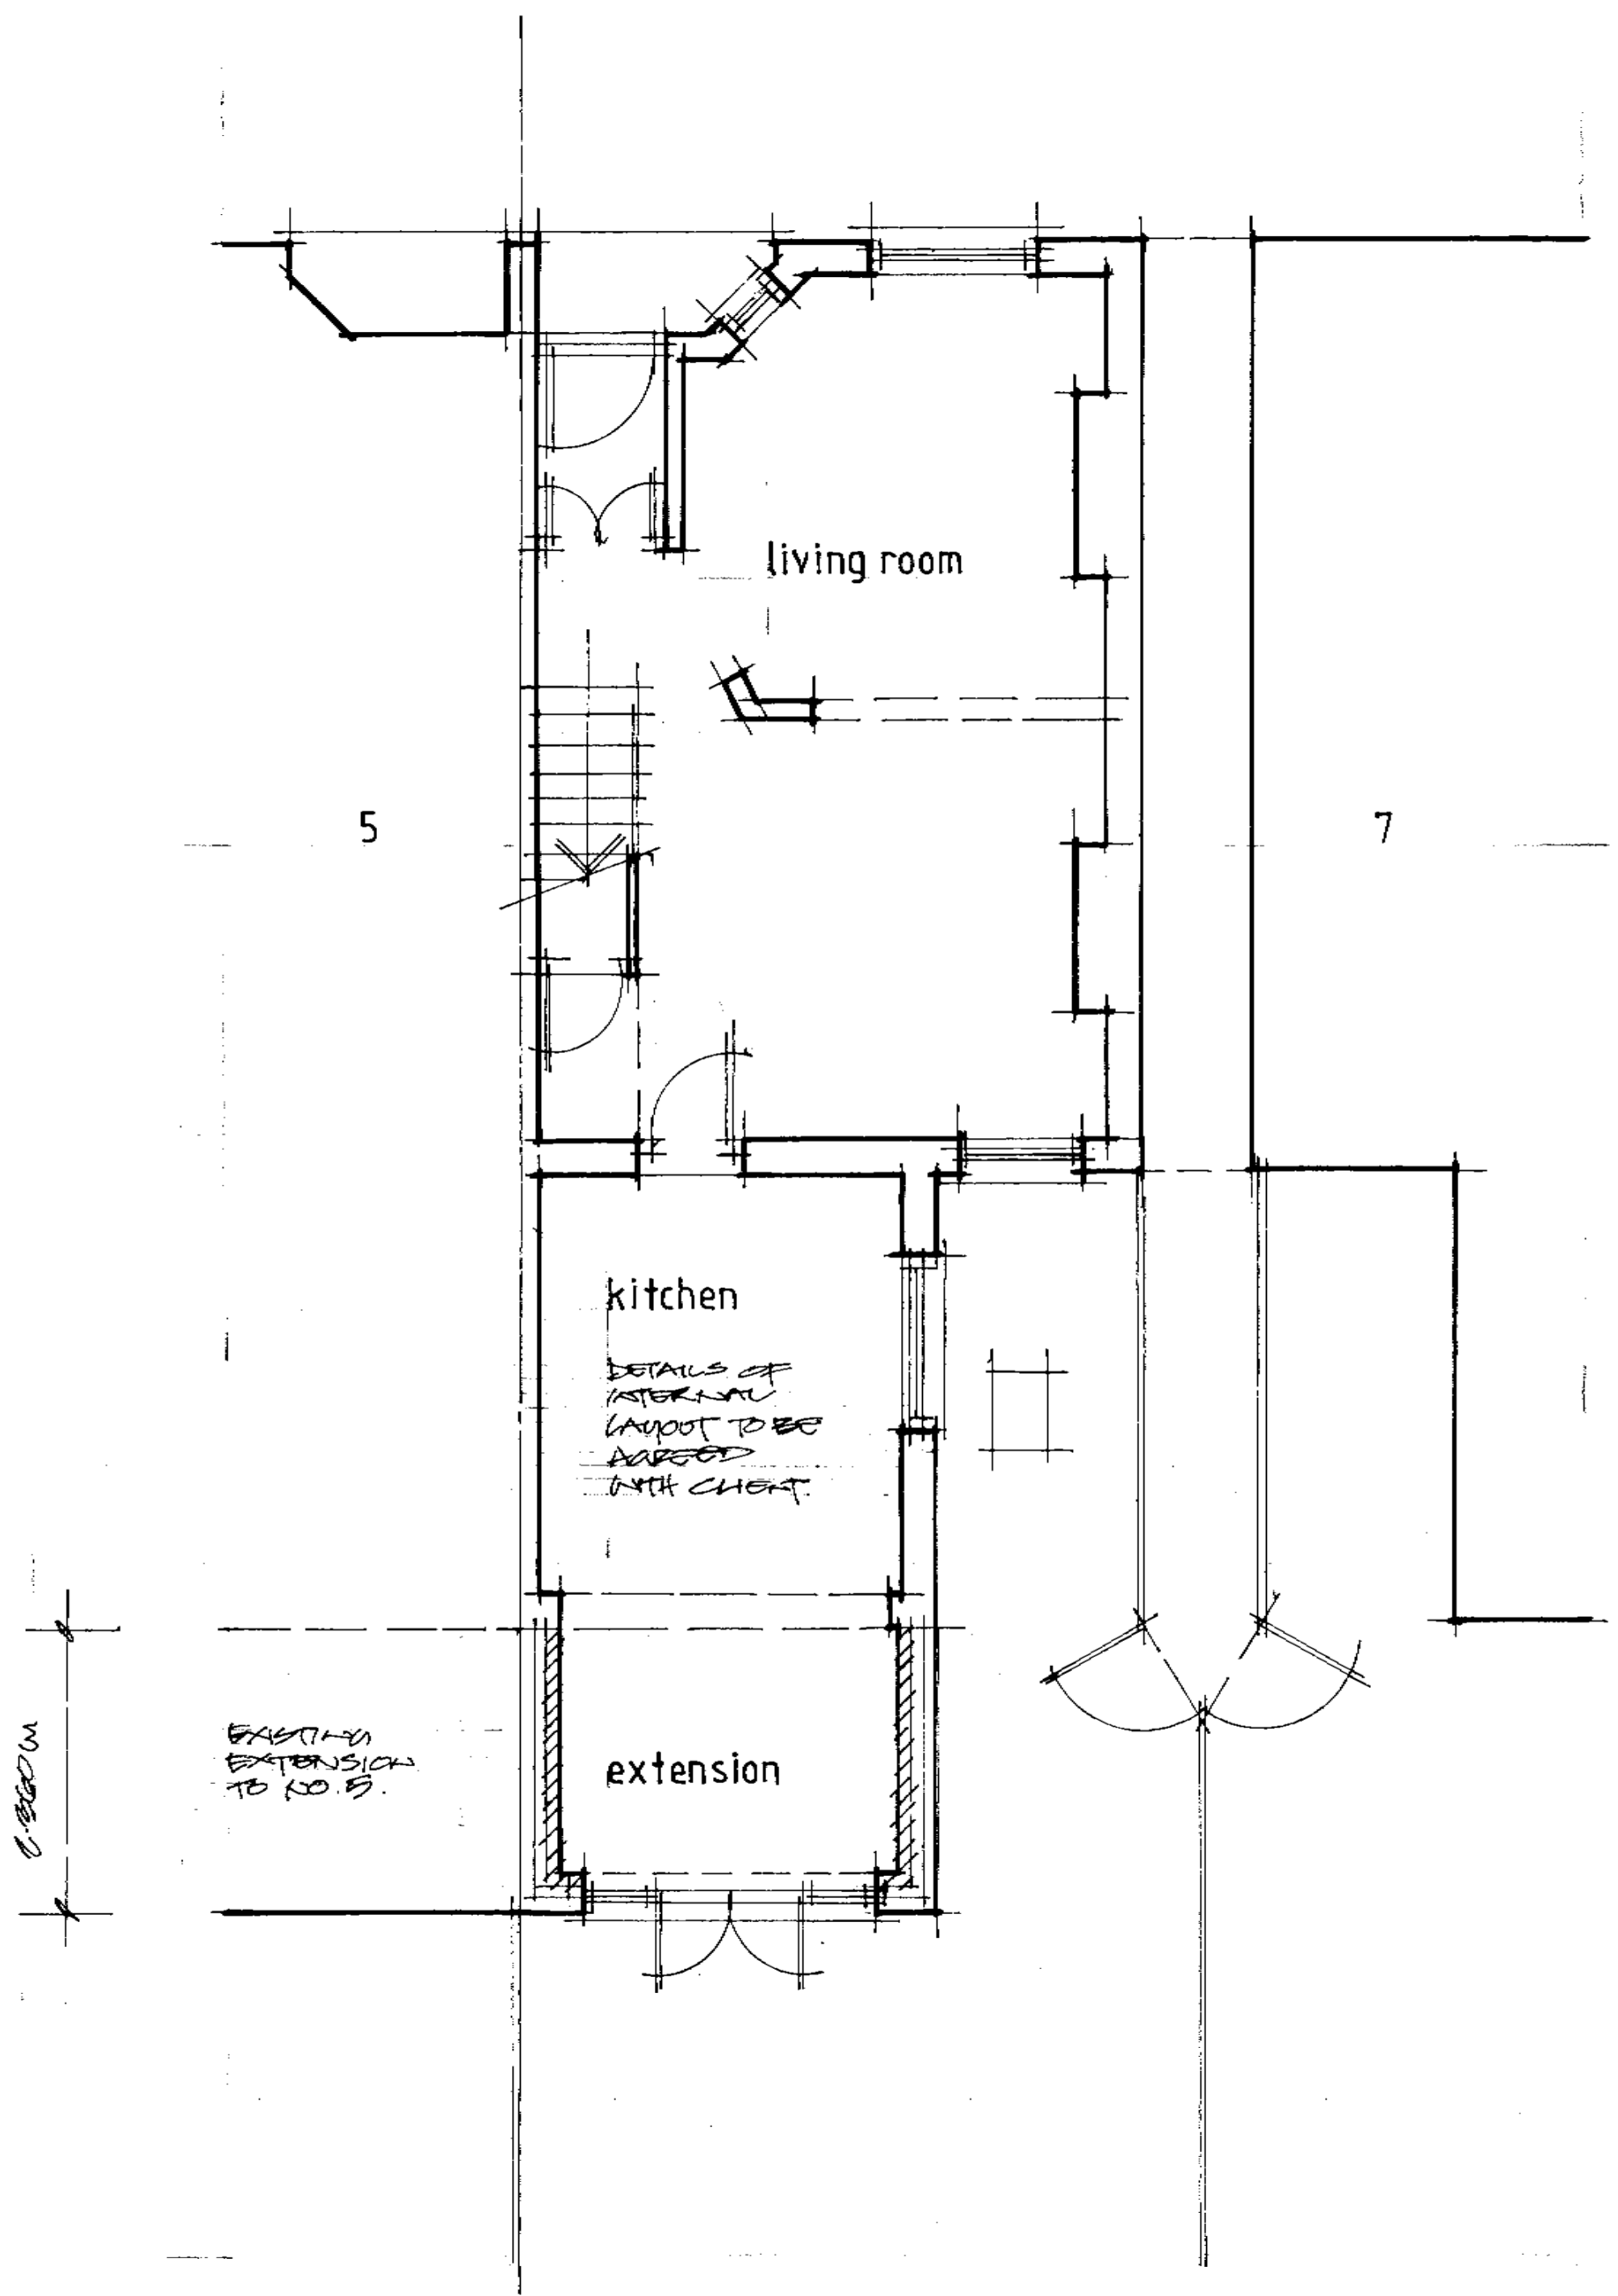 living room
5
7
kitchen
DETAILS OF
INTERNAL
LAYOUT TO BE
AGREED
WITH CLIENT.
EXISTING
EXTENSION
TO NO.5.
extension